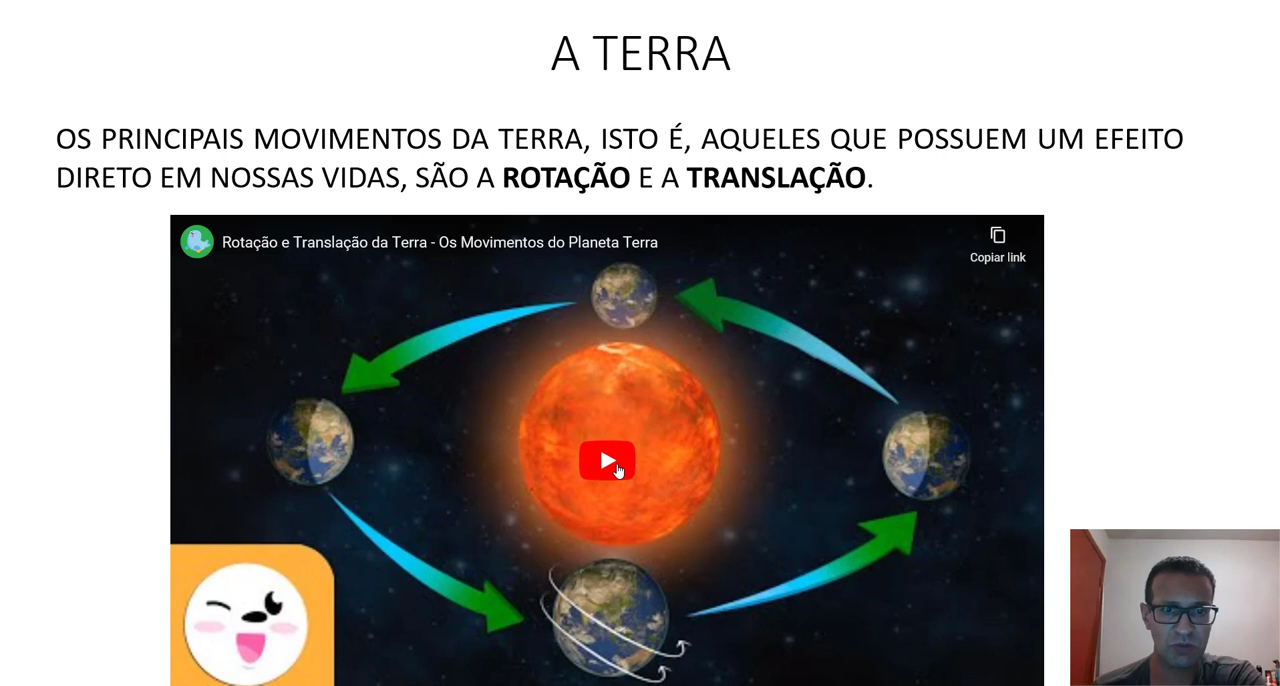 A TERRA
OS PRINCIPAIS MOVIMENTOS DA TERRA, ISTO É, AQUELES QUE POSSUEM UM EFEITO
DIRETO EM NOSSAS VIDAS, SÃO A ROTAÇÃO E A TRANSLAÇÃO.
Rotação e Translação da Terra - Os Movimentos do Planeta Terra
Copiar link